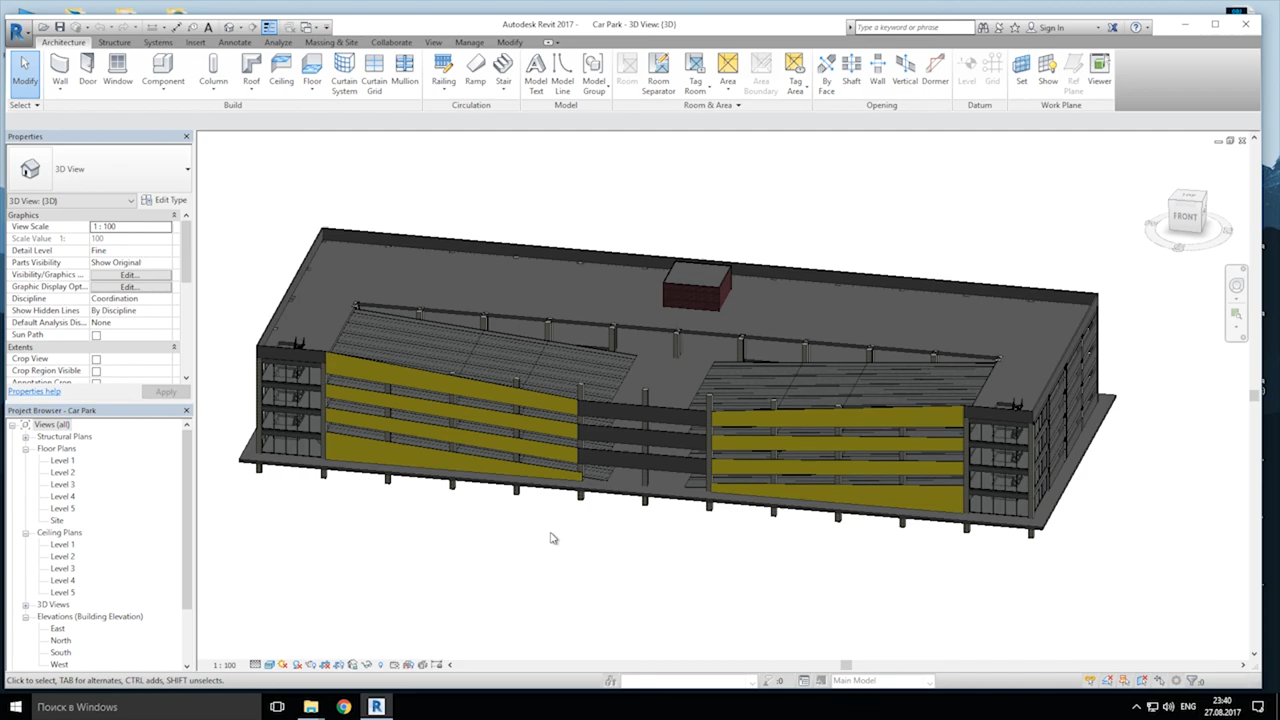 Autodesk Revit 2017 - Car Park - 3D View: {3D}
Type a keyword or phrase
Sign In
Architecture Structure Systems Insert Annotate Analyze Massing & Site Collaborate View Manage Modify
Modify Wall Door Window Component Column Roof Ceiling Floor Curtain System Curtain Grid Mullion Railing Ramp Stair Model Text Model Line Model Group Room Room Separator Tag Room Area Area Boundary Tag Area By Face Shaft Wall Vertical Dormer Level Grid Set Show Ref Plane Viewer
Select Build Circulation Model Room & Area Opening Datum Work Plane
Properties
3D View
3D View: {3D} Edit Type
Graphics
View Scale 1 : 100
Scale Value 1: 100
Detail Level Fine
Parts Visibility Show Original
Visibility/Graphics ... Edit...
Graphic Display Opt... Edit...
Discipline Coordination
Show Hidden Lines By Discipline
Default Analysis Dis... None
Sun Path
Extents
Crop View
Crop Region Visible
Annotation Crop
Properties help Apply
Project Browser - Car Park
Views (all)
Structural Plans
Floor Plans
Level 1
Level 2
Level 3
Level 4
Level 5
Site
Ceiling Plans
Level 1
Level 2
Level 3
Level 4
Level 5
3D Views
Elevations (Building Elevation)
East
North
South
West
FRONT
1 : 100
Click to select, TAB for alternates, CTRL adds, SHIFT unselects.
:0 Main Model :0
Поиск в Windows
ENG 23:40
27.08.2017